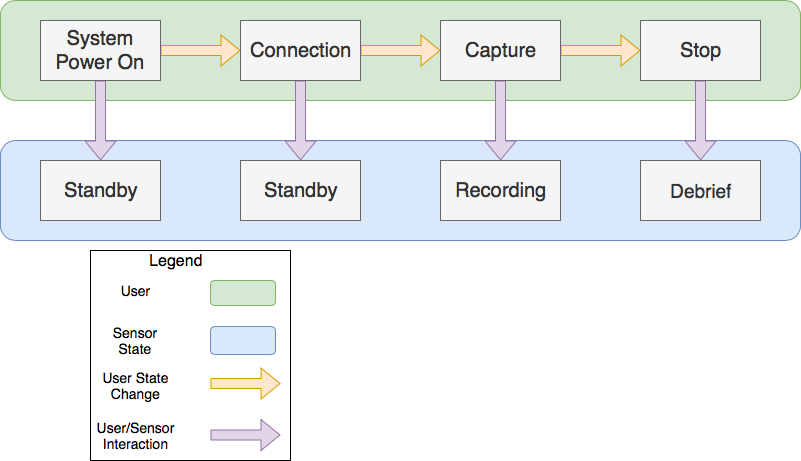 System
Power On
Connection
Capture
Stop
Standby
Standby
Recording
Debrief
Legend
User
Sensor
State
User State
Change
User/Sensor
Interaction